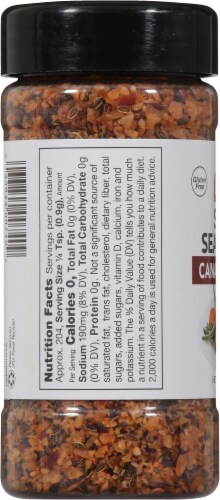 Nutrition Facts Servings per container
Approx. 204, Serving Size ¼ Tsp. (0.9g), Amount
Per Serving: Calories 0, Total Fat 0g (0% DV),
Sodium 190mg (8% DV), Total Carbohydrate 0g
(0% DV), Protein 0g. Not a significant source of
saturated fat, trans fat, cholesterol, dietary fiber, total
sugars, added sugars, vitamin D, calcium, iron and
potassium. The % Daily Value (DV) tells you how much
a nutrient in a serving of food contributes to a daily diet.
2,000 calories a day is used for general nutrition advice.
Gluten
Free
SE
CANA